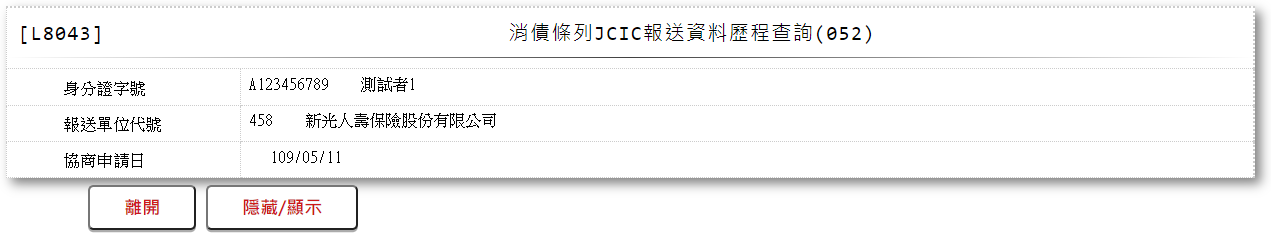 [L8043] 消債條列JCIC報送資料歷程查詢(052)
身分證字號 A123456789 測試者1
報送單位代號 458 新光人壽保險股份有限公司
協商申請日 109/05/11
離開 隱藏/顯示